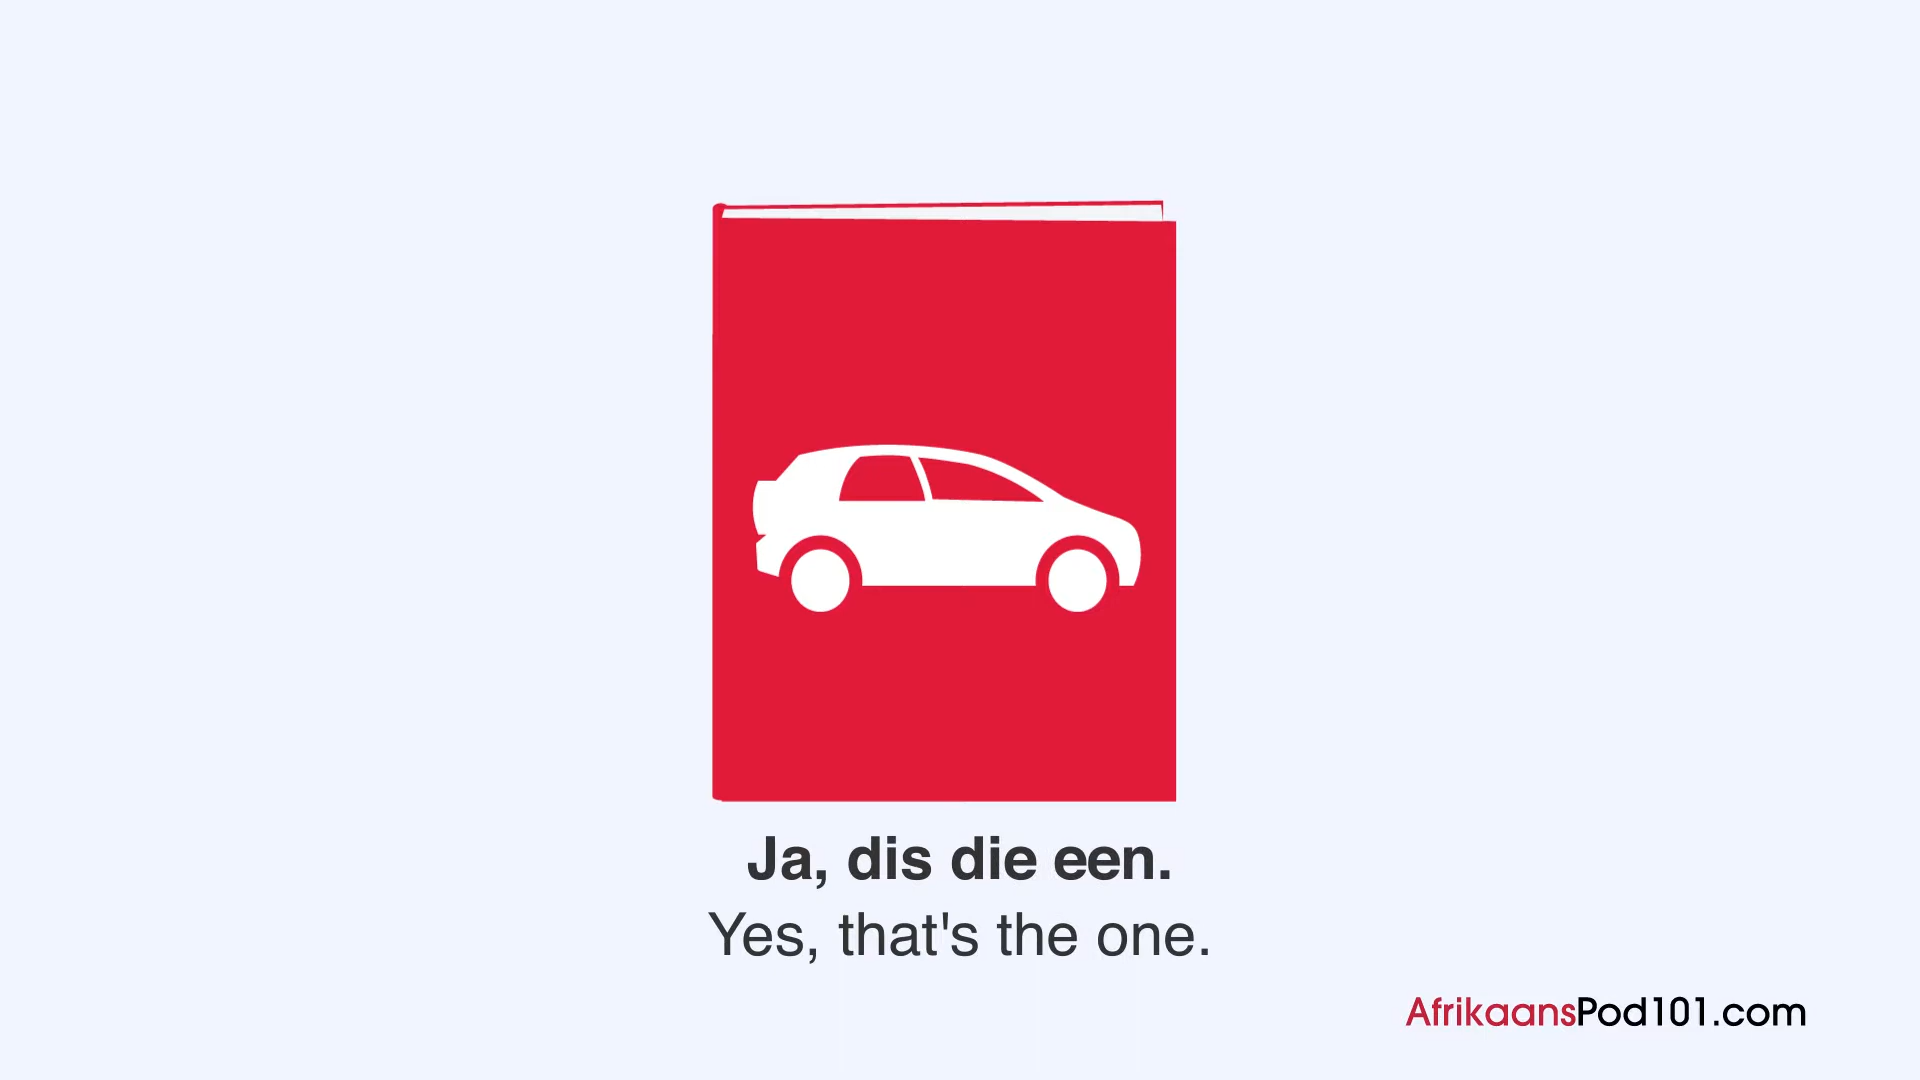 Ja, dis die een.
Yes, that's the one.
AfrikaansPod101.com